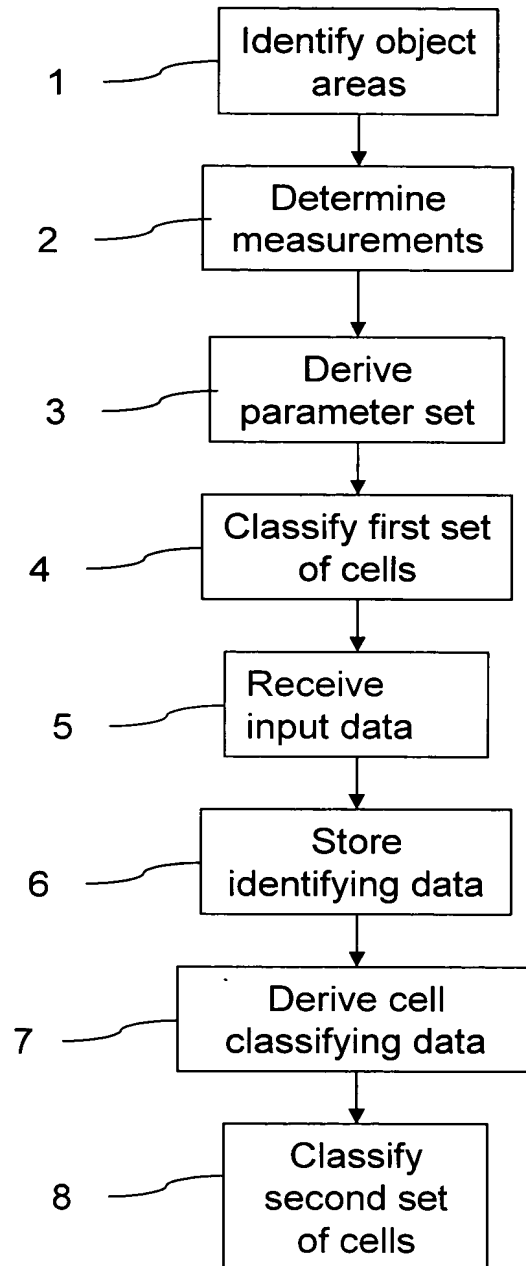 Identify object
areas
1
Determine
measurements
2
Derive
parameter set
3
Classify first set
of cells
4
Receive
input data
5
Store
identifying data
6
Derive cell
classifying data
7
Classify
second set
of cells
8